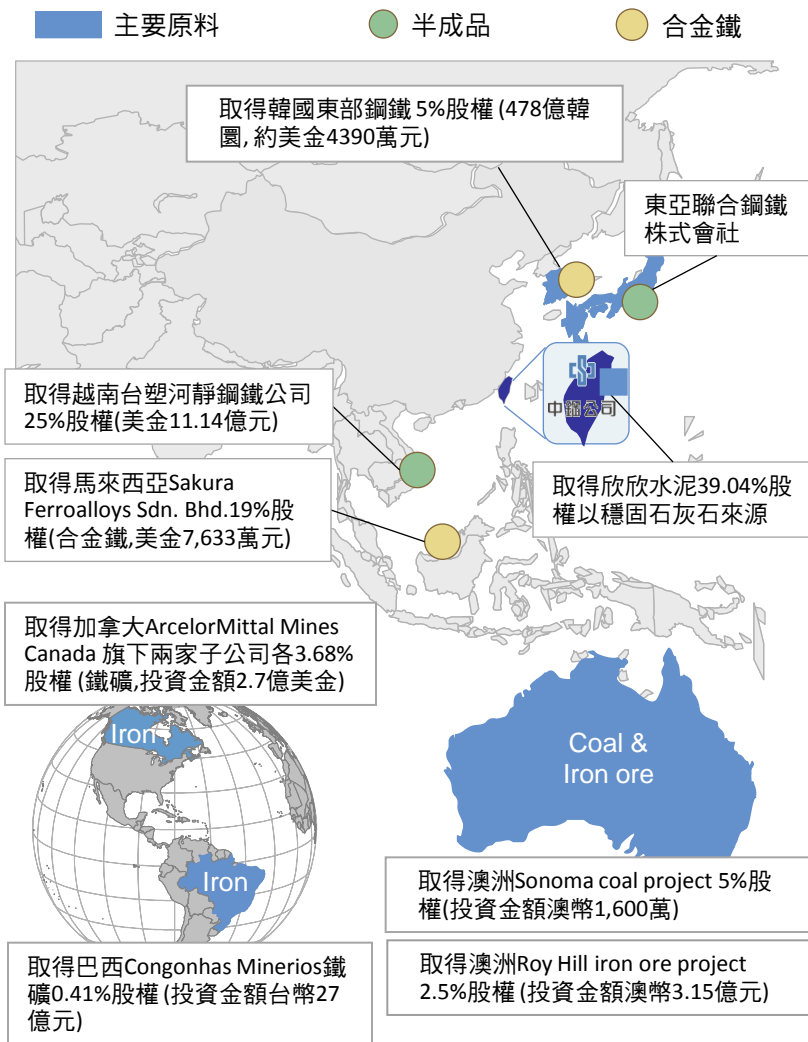 主要原料
半成品
合金鐵
取得韓國東部鋼鐵 5%股權 (478億韓
圜, 約美金4390萬元)
東亞聯合鋼鐵
株式會社
中鋼公司
取得越南台塑河靜鋼鐵公司
25%股權(美金11.14億元)
取得馬來西亞Sakura
Ferroalloys Sdn. Bhd.19%股
權(合金鐵,美金7,633萬元)
取得欣欣水泥39.04%股
權以穩固石灰石來源
取得加拿大ArcelorMittal Mines
Canada 旗下兩家子公司各3.68%
股權 (鐵礦,投資金額2.7億美金)
Iron
Coal &
Iron ore
Iron
取得澳洲Sonoma coal project 5%股
權(投資金額澳幣1,600萬)
取得巴西Congonhas Minerios鐵
礦0.41%股權 (投資金額台幣27
億元)
取得澳洲Roy Hill iron ore project
2.5%股權 (投資金額澳幣3.15億元)